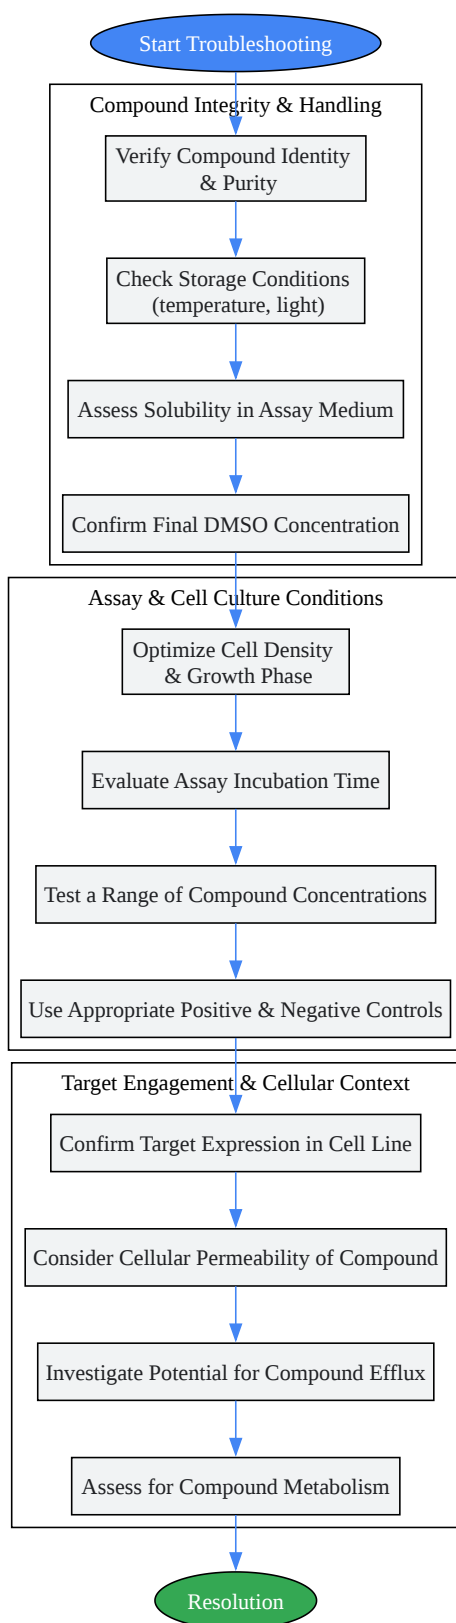 Start Troubleshooting
Compound Integrity & Handling
Verify Compound Identity
& Purity
Check Storage Conditions
(temperature, light)
Assess Solubility in Assay Medium
Confirm Final DMSO Concentration
Assay & Cell Culture Conditions
Optimize Cell Density
& Growth Phase
Evaluate Assay Incubation Time
Test a Range of Compound Concentrations
Use Appropriate Positive & Negative Controls
Target Engagement & Cellular Context
Confirm Target Expression in Cell Line
Consider Cellular Permeability of Compound
Investigate Potential for Compound Efflux
Assess for Compound Metabolism
Resolution